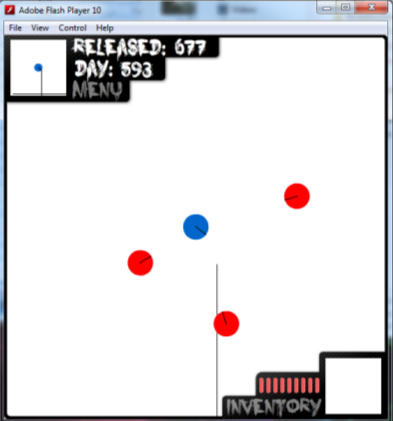 Adobe Flash Player 10
File View Control Help
RELEASED: 677
DAY: 593
MENU
INVENTORY